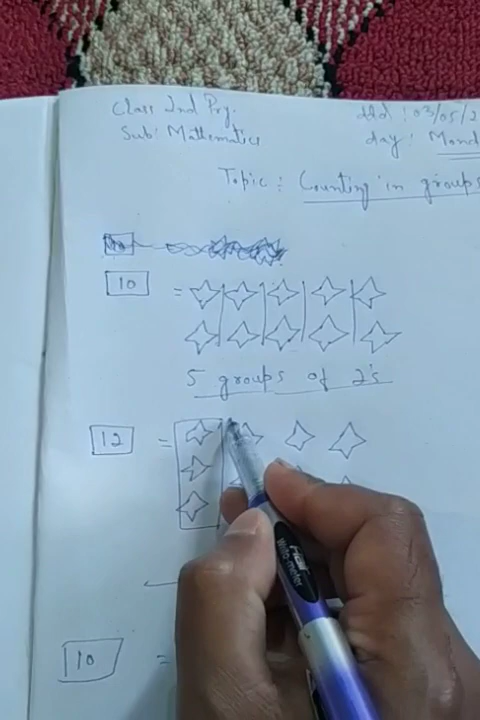 Class 2nd Pry.
dtd : 03/05/2
Sub: Mathematics
day : Mond
Topic : Counting in groups
10 =
5 groups of 2's
12 =
10 =